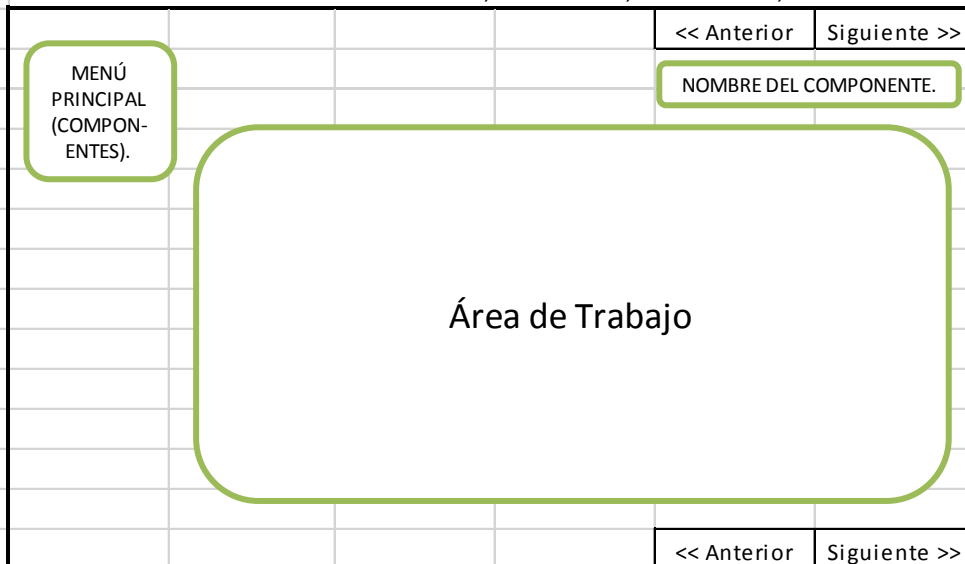 << Anterior Siguiente >>
MENÚ
PRINCIPAL
(COMPON-
ENTES).
NOMBRE DEL COMPONENTE.
Área de Trabajo
<< Anterior Siguiente >>